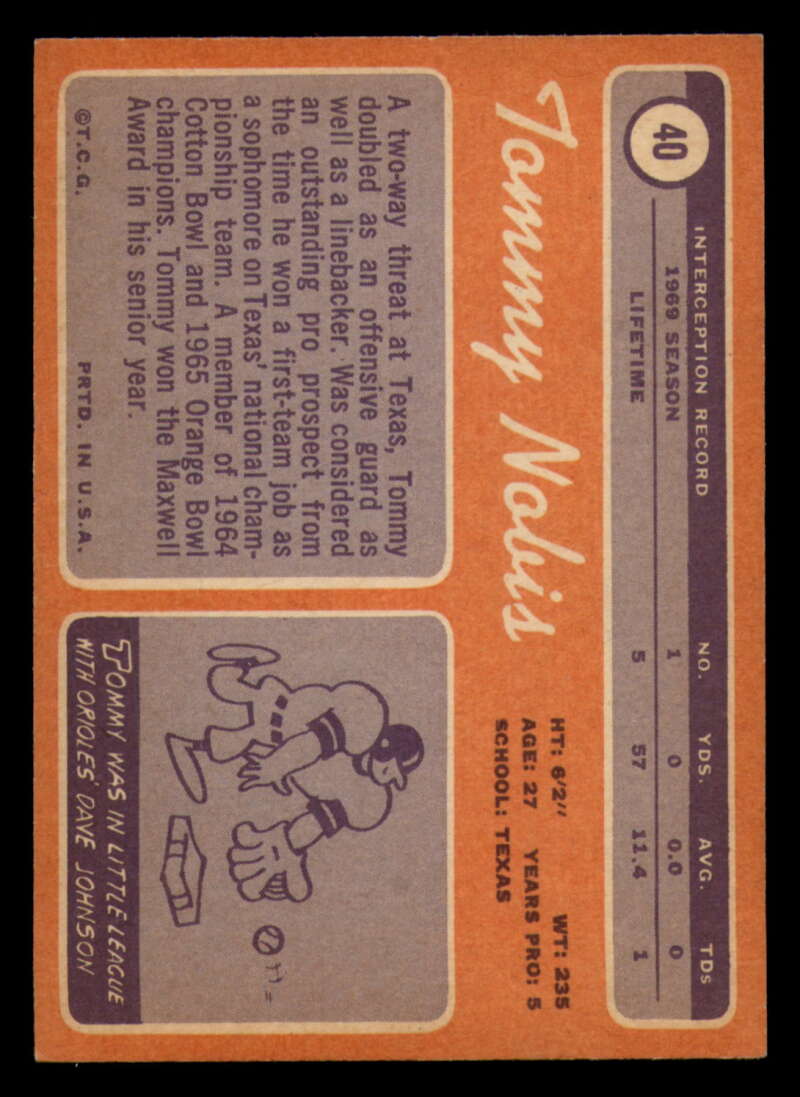 40
INTERCEPTION RECORD NO. YDS. AVG. TDs
1969 SEASON 1 0 0.0 0
LIFETIME 5 57 11.4 1
Tommy Nobis
HT: 6'2" WT: 235
AGE: 27 YEARS PRO: 5
SCHOOL: TEXAS
A two-way threat at Texas, Tommy
doubled as an offensive guard as
well as a linebacker. Was considered
an outstanding pro prospect from
the time he won a first-team job as
a sophomore on Texas' national cham-
pionship team. A member of 1964
Cotton Bowl and 1965 Orange Bowl
champions. Tommy won the Maxwell
Award in his senior year.
©T.C.G. PRTD. IN U.S.A.
TOMMY WAS IN LITTLE LEAGUE
WITH ORIOLES' DAVE JOHNSON